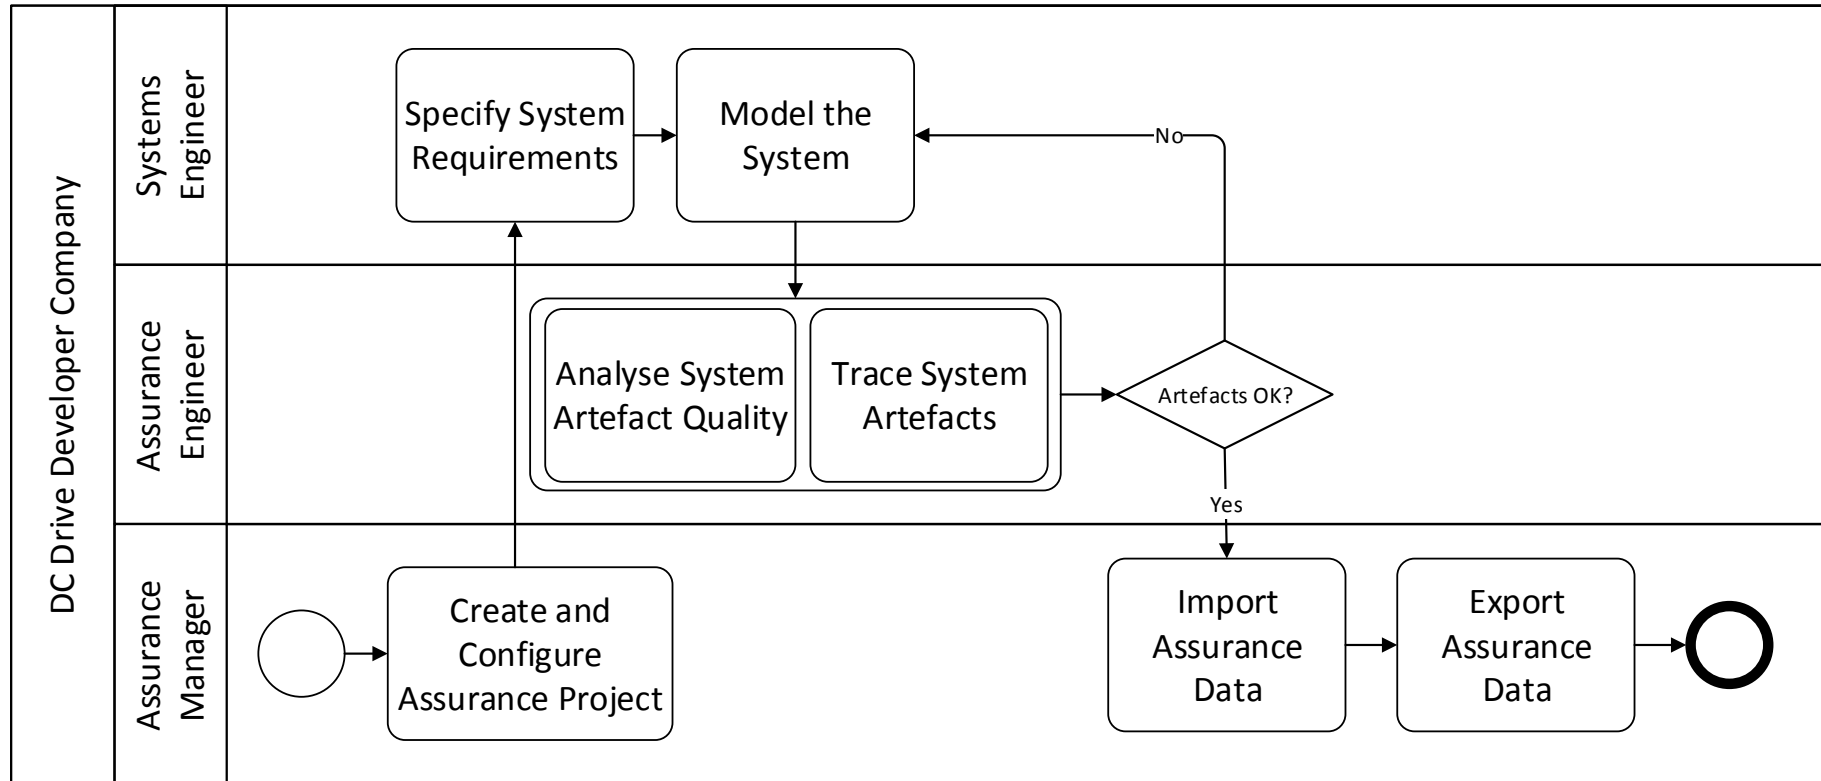 DC Drive Developer Company
Systems
Engineer
Specify System
Requirements
Model the
System
No
Assurance
Engineer
Analyse System
Artefact Quality
Trace System
Artefacts
Artefacts OK?
Yes
Assurance
Manager
Create and
Configure
Assurance Project
Import
Assurance
Data
Export
Assurance
Data